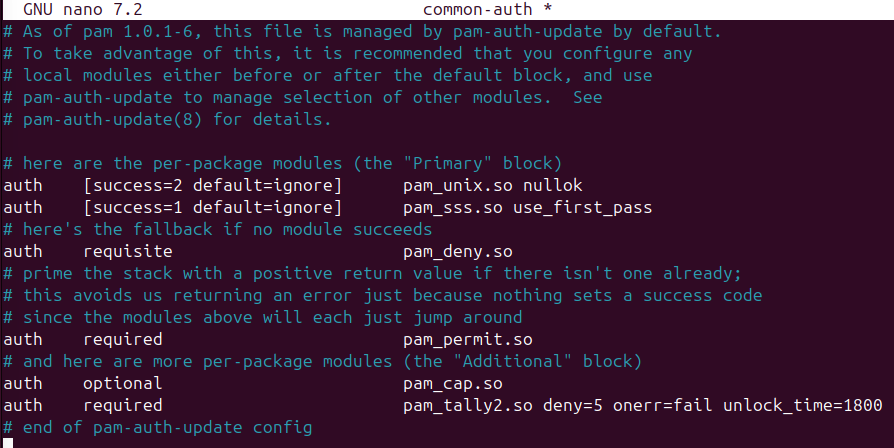 GNU nano 7.2 common-auth *
# As of pam 1.0.1-6, this file is managed by pam-auth-update by default.
# To take advantage of this, it is recommended that you configure any
# local modules either before or after the default block, and use
# pam-auth-update to manage selection of other modules.  See
# pam-auth-update(8) for details.

# here are the per-package modules (the "Primary" block)
auth    [success=2 default=ignore]      pam_unix.so nullok
auth    [success=1 default=ignore]      pam_sss.so use_first_pass
# here's the fallback if no module succeeds
auth    requisite                       pam_deny.so
# prime the stack with a positive return value if there isn't one already;
# this avoids us returning an error just because nothing sets a success code
# since the modules above will each just jump around
auth    required                        pam_permit.so
# and here are more per-package modules (the "Additional" block)
auth    optional                        pam_cap.so
auth    required                        pam_tally2.so deny=5 onerr=fail unlock_time=1800
# end of pam-auth-update config